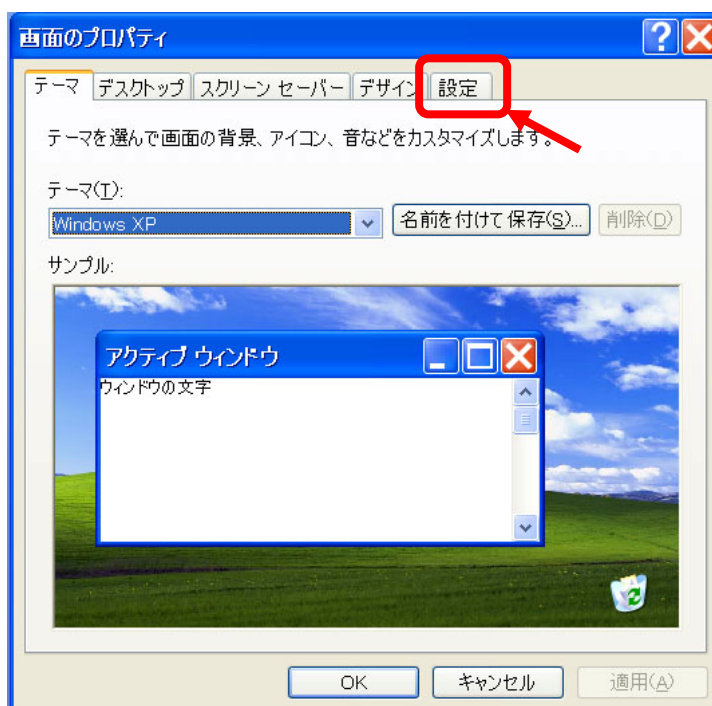 画面のプロパティ
テーマ デスクトップ スクリーン セーバー デザイン 設定
テーマを選んで画面の背景、アイコン、音などをカスタマイズします。
テーマ(T):
Windows XP 名前を付けて保存(S)... 削除(D)
サンプル:
アクティブ ウィンドウ
ウィンドウの文字
OK キャンセル 適用(A)